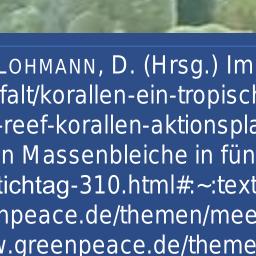 LOHMANN, D. (Hrsg.) Im
falt/korallen-ein-tropisch
-reef-korallen-aktionspla
n Massenbleiche in fün
tichtag-310.html#:~:text
npeace.de/themen/mee
w.greenpeace.de/theme